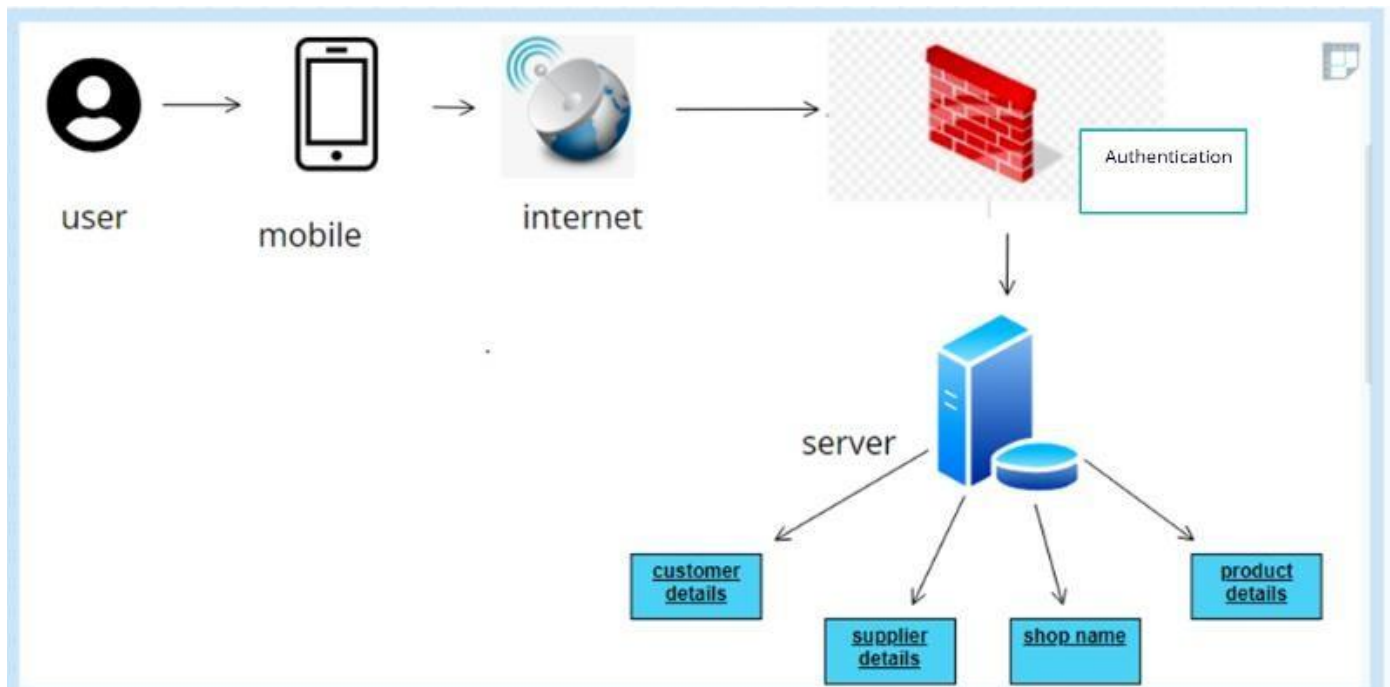 Authentication
user
mobile
internet
server
customer
details
supplier
details
shop name
product
details